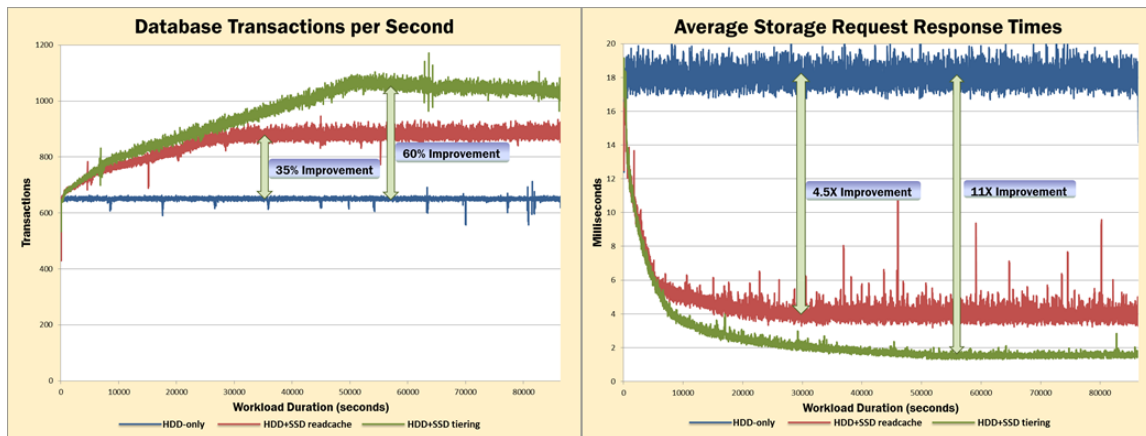 Database Transactions per Second
1200
1000
800
600
400
200
0
Transactions
35% Improvement
60% Improvement
0 10000 20000 30000 40000 50000 60000 70000 80000
Workload Duration (seconds)
HDD-only HDD+SSD readcache HDD+SSD tiering
Average Storage Request Response Times
20
18
16
14
12
10
8
6
4
2
0
Milliseconds
4.5X Improvement
11X Improvement
0 10000 20000 30000 40000 50000 60000 70000 80000
Workload Duration (seconds)
HDD-only HDD+SSD readcache HDD+SSD tiering